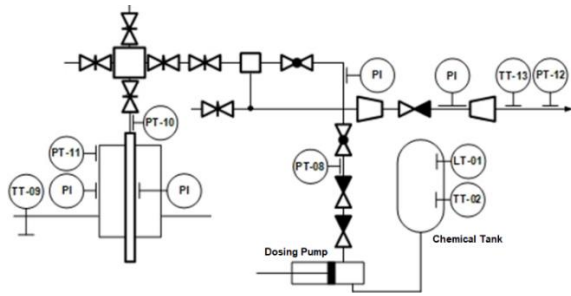 PI
PI
TT-13
PT-12
PT-10
PT-11
PT-08
LT-01
TT-09
PI
PI
TT-02
Chemical Tank
Dosing Pump